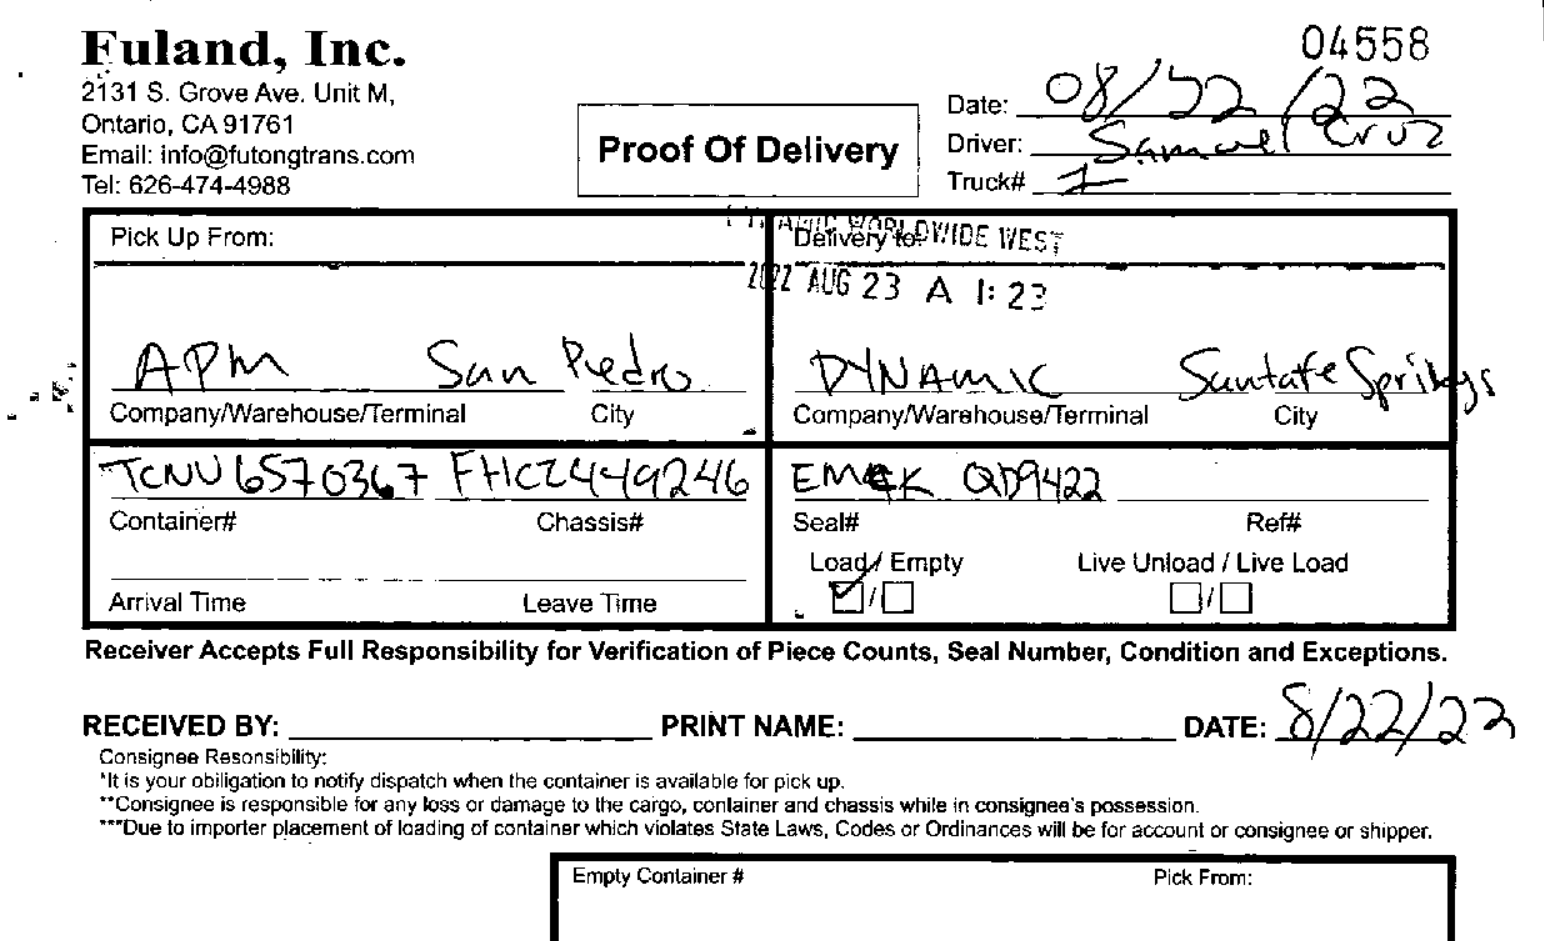 Fuland, Inc.
04558
2131 S. Grove Ave. Unit M,
Ontario, CA 91761
Email: info@futongtrans.com
Tel: 626-474-4988
Proof Of Delivery
Date: 08/22/22
Driver: Samuel Cruz
Truck# 1
Pick Up From:
Delivery to:
WORLDWIDE WEST
2022 AUG 23 A 1:23
APM San Pedro
Company/Warehouse/Terminal City
DYNAMIC Santa Fe Springs
Company/Warehouse/Terminal City
TCNU6570367 FHCZ449246
Container# Chassis#
Arrival Time Leave Time
QD9422
Seal# Ref#
Load / Empty Live Unload / Live Load
/ /
Receiver Accepts Full Responsibility for Verification of Piece Counts, Seal Number, Condition and Exceptions.
RECEIVED BY: PRINT NAME: DATE: 8/22/22
Consignee Resonsibility:
*It is your obiligation to notify dispatch when the container is available for pick up.
**Consignee is responsible for any loss or damage to the cargo, container and chassis while in consignee's possession.
***Due to importer placement of loading of container which violates State Laws, Codes or Ordinances will be for account or consignee or shipper.
Empty Container # Pick From: